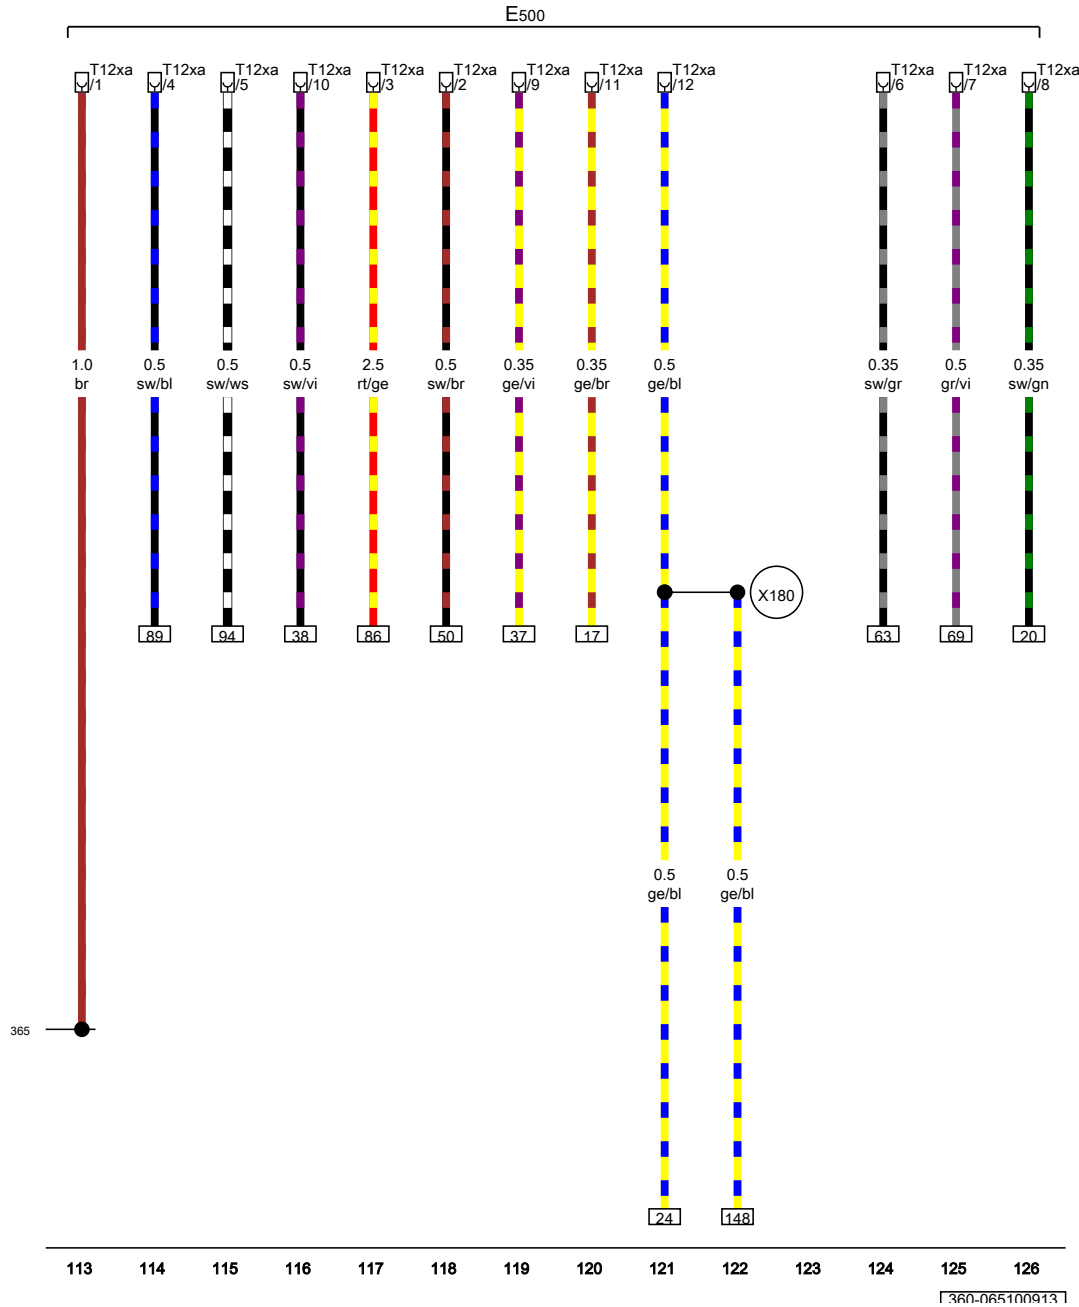 E500
T12xa T12xa T12xa T12xa T12xa T12xa T12xa T12xa T12xa T12xa T12xa T12xa
/1 /4 /5 /10 /3 /2 /9 /11 /12 /6 /7 /8
1.0 0.5 0.5 0.5 2.5 0.5 0.35 0.35 0.5 0.35 0.5 0.35
br sw/bl sw/ws sw/vi rt/ge sw/br ge/vi ge/br ge/bl sw/gr gr/vi sw/gn
X180
89 94 38 86 50 37 17 63 69 20
0.5 0.5
ge/bl ge/bl
365
24 148
113 114 115 116 117 118 119 120 121 122 123 124 125 126
360-065100913